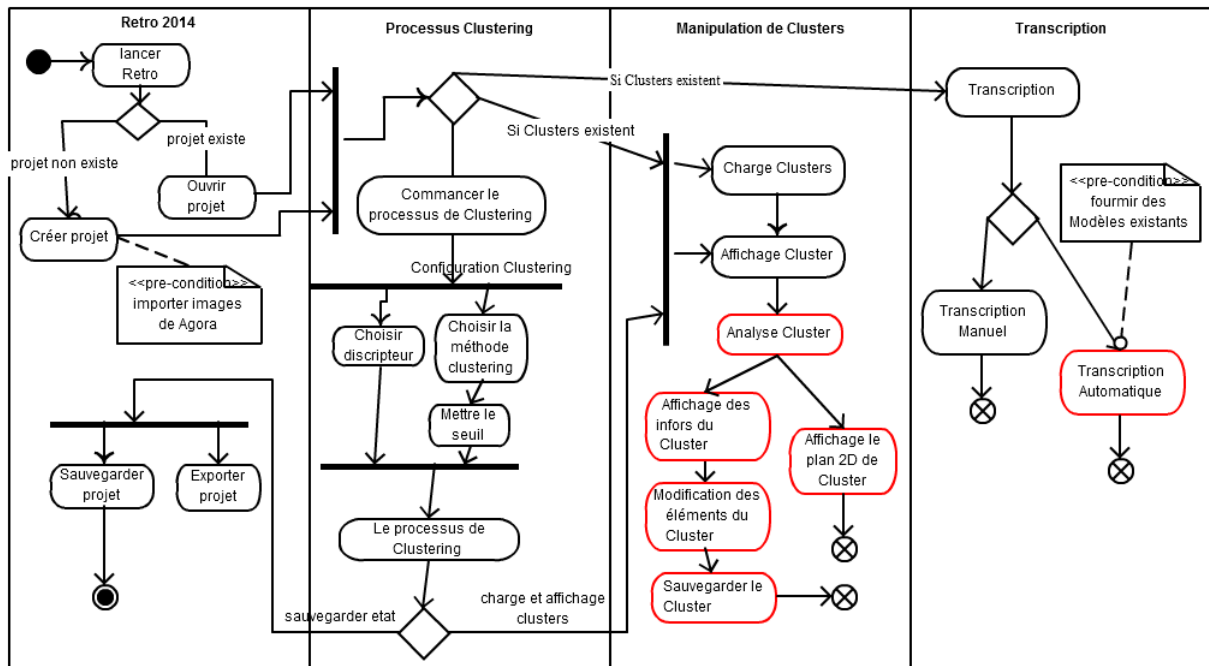 Retro 2014
Processus Clustering
Manipulation de Clusters
Transcription
lancer
Retro
projet existe
projet non existe
Ouvrir
projet
Créer projet
<<pre-condition>>
importer images
de Agora
Sauvegarder
projet
Exporter
projet
sauvegarder etat
Si Clusters existent
Si Clusters existent
Commancer le
processus de Clustering
Configuration Clustering
Choisir
discripteur
Choisir la
méthode
clustering
Mettre le
seuil
Le processus de
Clustering
charge et affichage
clusters
Charge Clusters
Affichage Cluster
Analyse Cluster
Affichage des
infors du
Cluster
Affichage le
plan 2D de
Cluster
Modification des
éléments du
Cluster
Sauvegarder le
Cluster
Transcription
<<pre-condition>>
fourmir des
Modèles existants
Transcription
Manuel
Transcription
Automatique